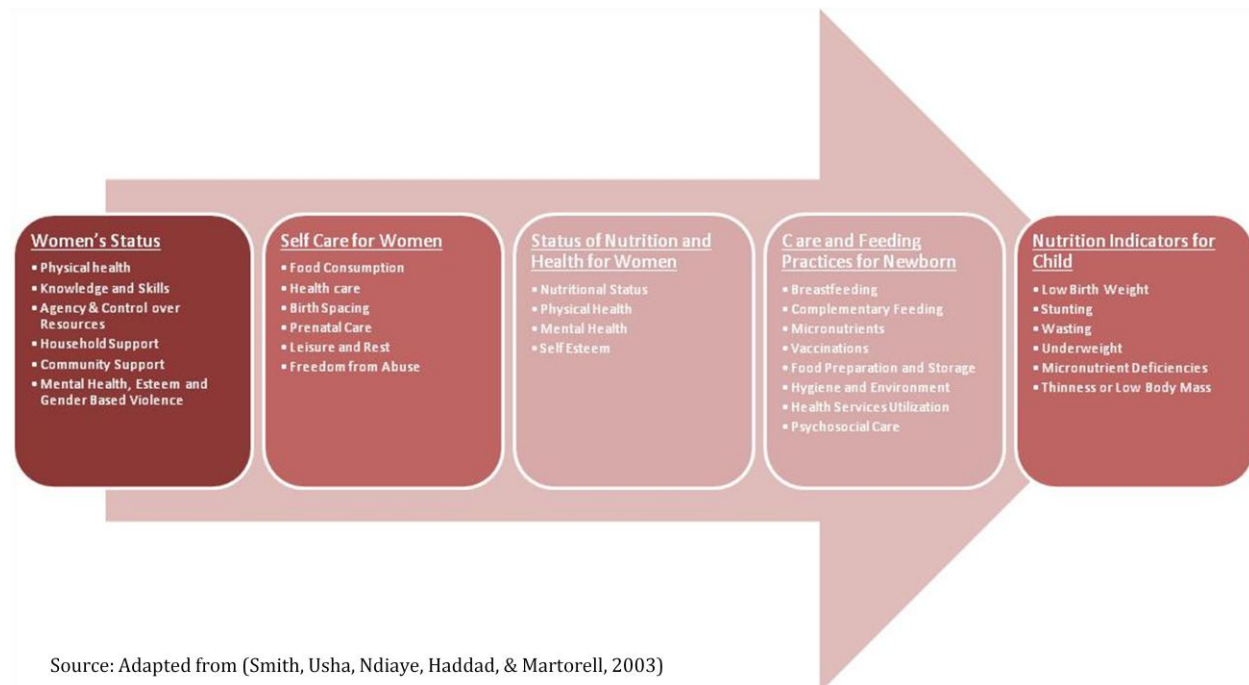 Women's Status
▪ Physical health
▪ Knowledge and Skills
▪ Agency & Control over
Resources
▪ Household Support
▪ Community Support
▪ Mental Health, Esteem and
Gender Based Violence
Self Care for Women
▪ Food Consumption
▪ Health care
▪ Birth Spacing
▪ Prenatal Care
▪ Leisure and Rest
▪ Freedom from Abuse
Status of Nutrition and
Health for Women
▪ Nutritional Status
▪ Physical Health
▪ Mental Health
▪ Self Esteem
Care and Feeding
Practices for Newborn
▪ Breastfeeding
▪ Complementary Feeding
▪ Micronutrients
▪ Vaccinations
▪ Food Preparation and Storage
▪ Hygiene and Environment
▪ Health Services Utilization
▪ Psychosocial Care
Nutrition Indicators for
Child
▪ Low Birth Weight
▪ Stunting
▪ Wasting
▪ Underweight
▪ Micronutrient Deficiencies
▪ Thinness or Low Body Mass
Source: Adapted from (Smith, Usha, Ndiaye, Haddad, & Martorell, 2003)